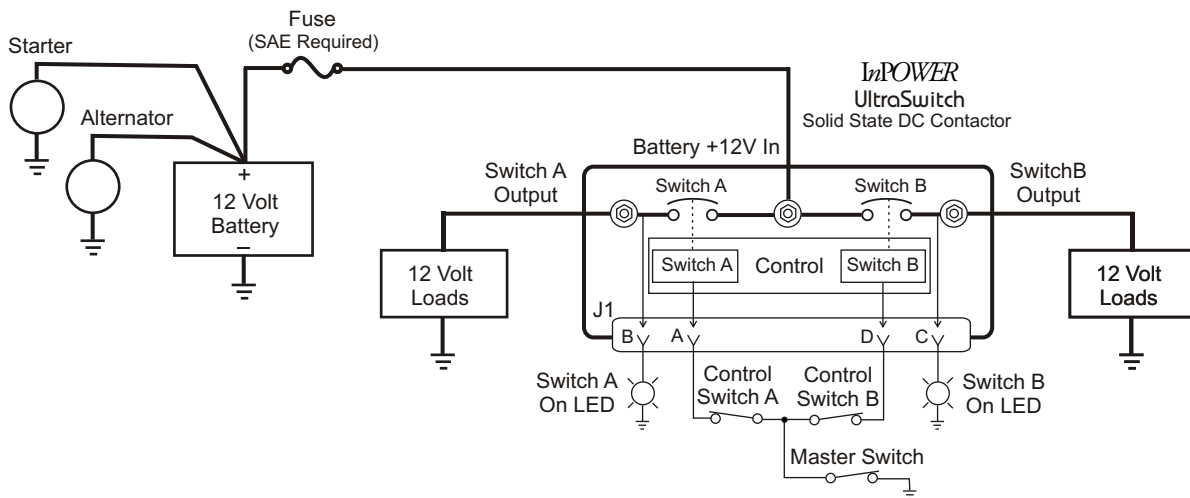 Fuse
(SAE Required)
Starter
Alternator
+
12 Volt
Battery
–
InPOWER
UltraSwitch
Solid State DC Contactor
Battery +12V In
Switch A
Output
Switch A
Switch B
SwitchB
Output
12 Volt
Loads
Switch A
Control
Switch B
12 Volt
Loads
J1
B
A
D
C
Switch A
On LED
Control
Switch A
Control
Switch B
Switch B
On LED
Master Switch